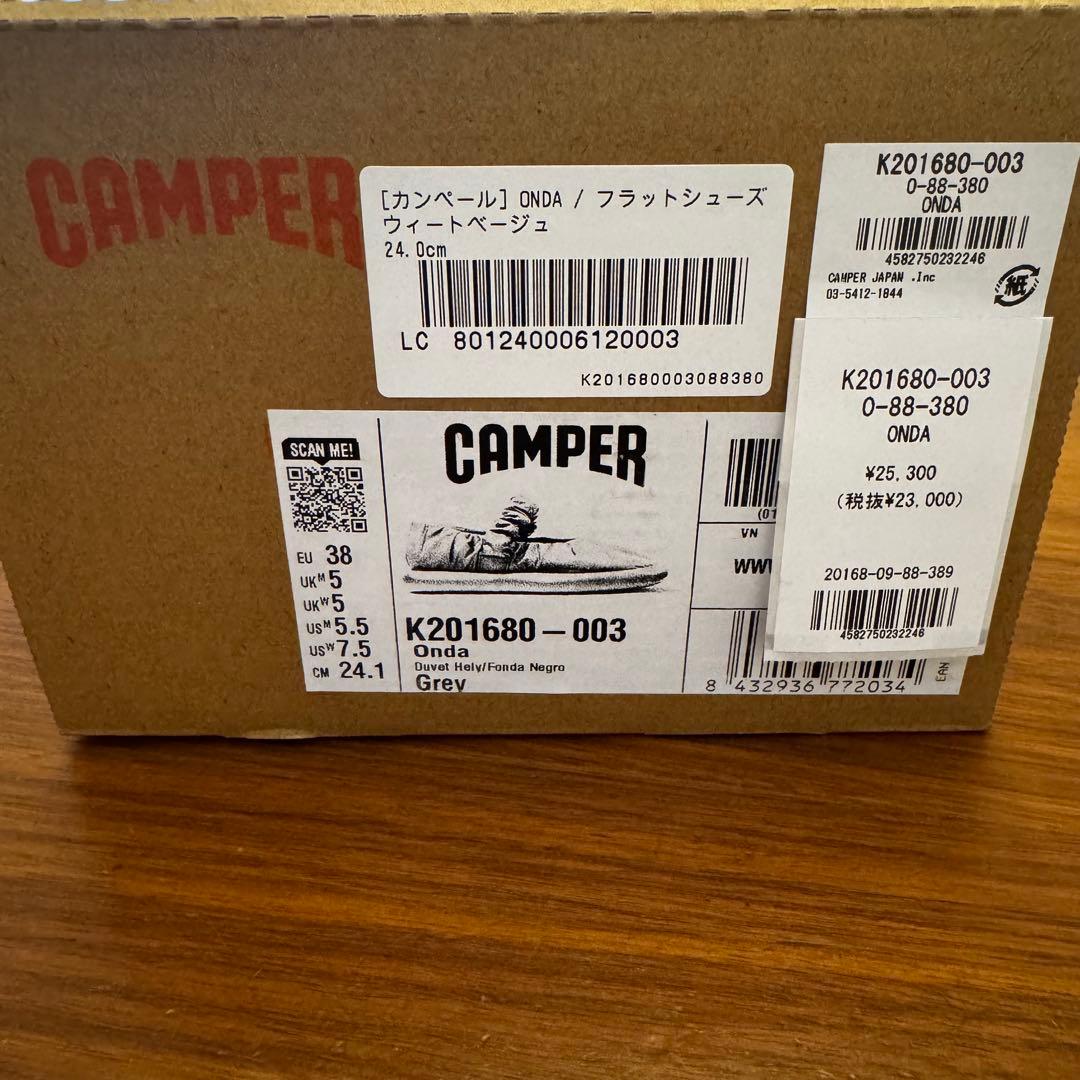 CAMPER
[カンペール] ONDA / フラットシューズ
ウィートベージュ
24.0cm
LC 801240006120003
K201680003088380
K201680-003
0-88-380
ONDA
4582750232246
CAMPER JAPAN .Inc
03-5412-1844
紙
K201680-003
0-88-380
ONDA
¥25,300
(税抜¥23,000)
20168-09-88-389
4582750232246
SCAN ME!
EU 38
UKM 5
UKW 5
USM 5.5
USW 7.5
CM 24.1
CAMPER
K201680-003
Onda
Duvet Hely/Fonda Negro
Grey
(01
VN
WWW
8 432936 772034
EAN